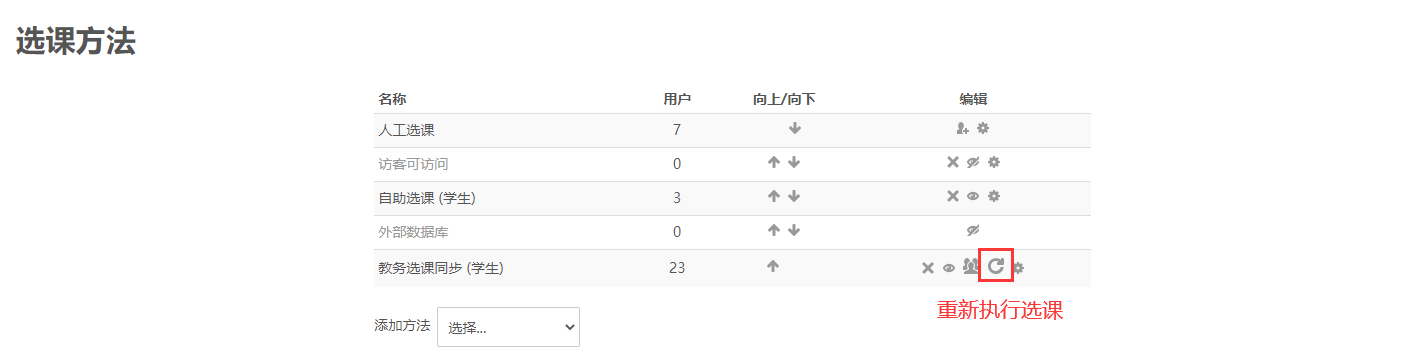 选课方法
名称 用户 向上/向下 编辑
人工选课 7
访客可访问 0
自助选课 (学生) 3
外部数据库 0
教务选课同步 (学生) 23
重新执行选课
添加方法 选择...